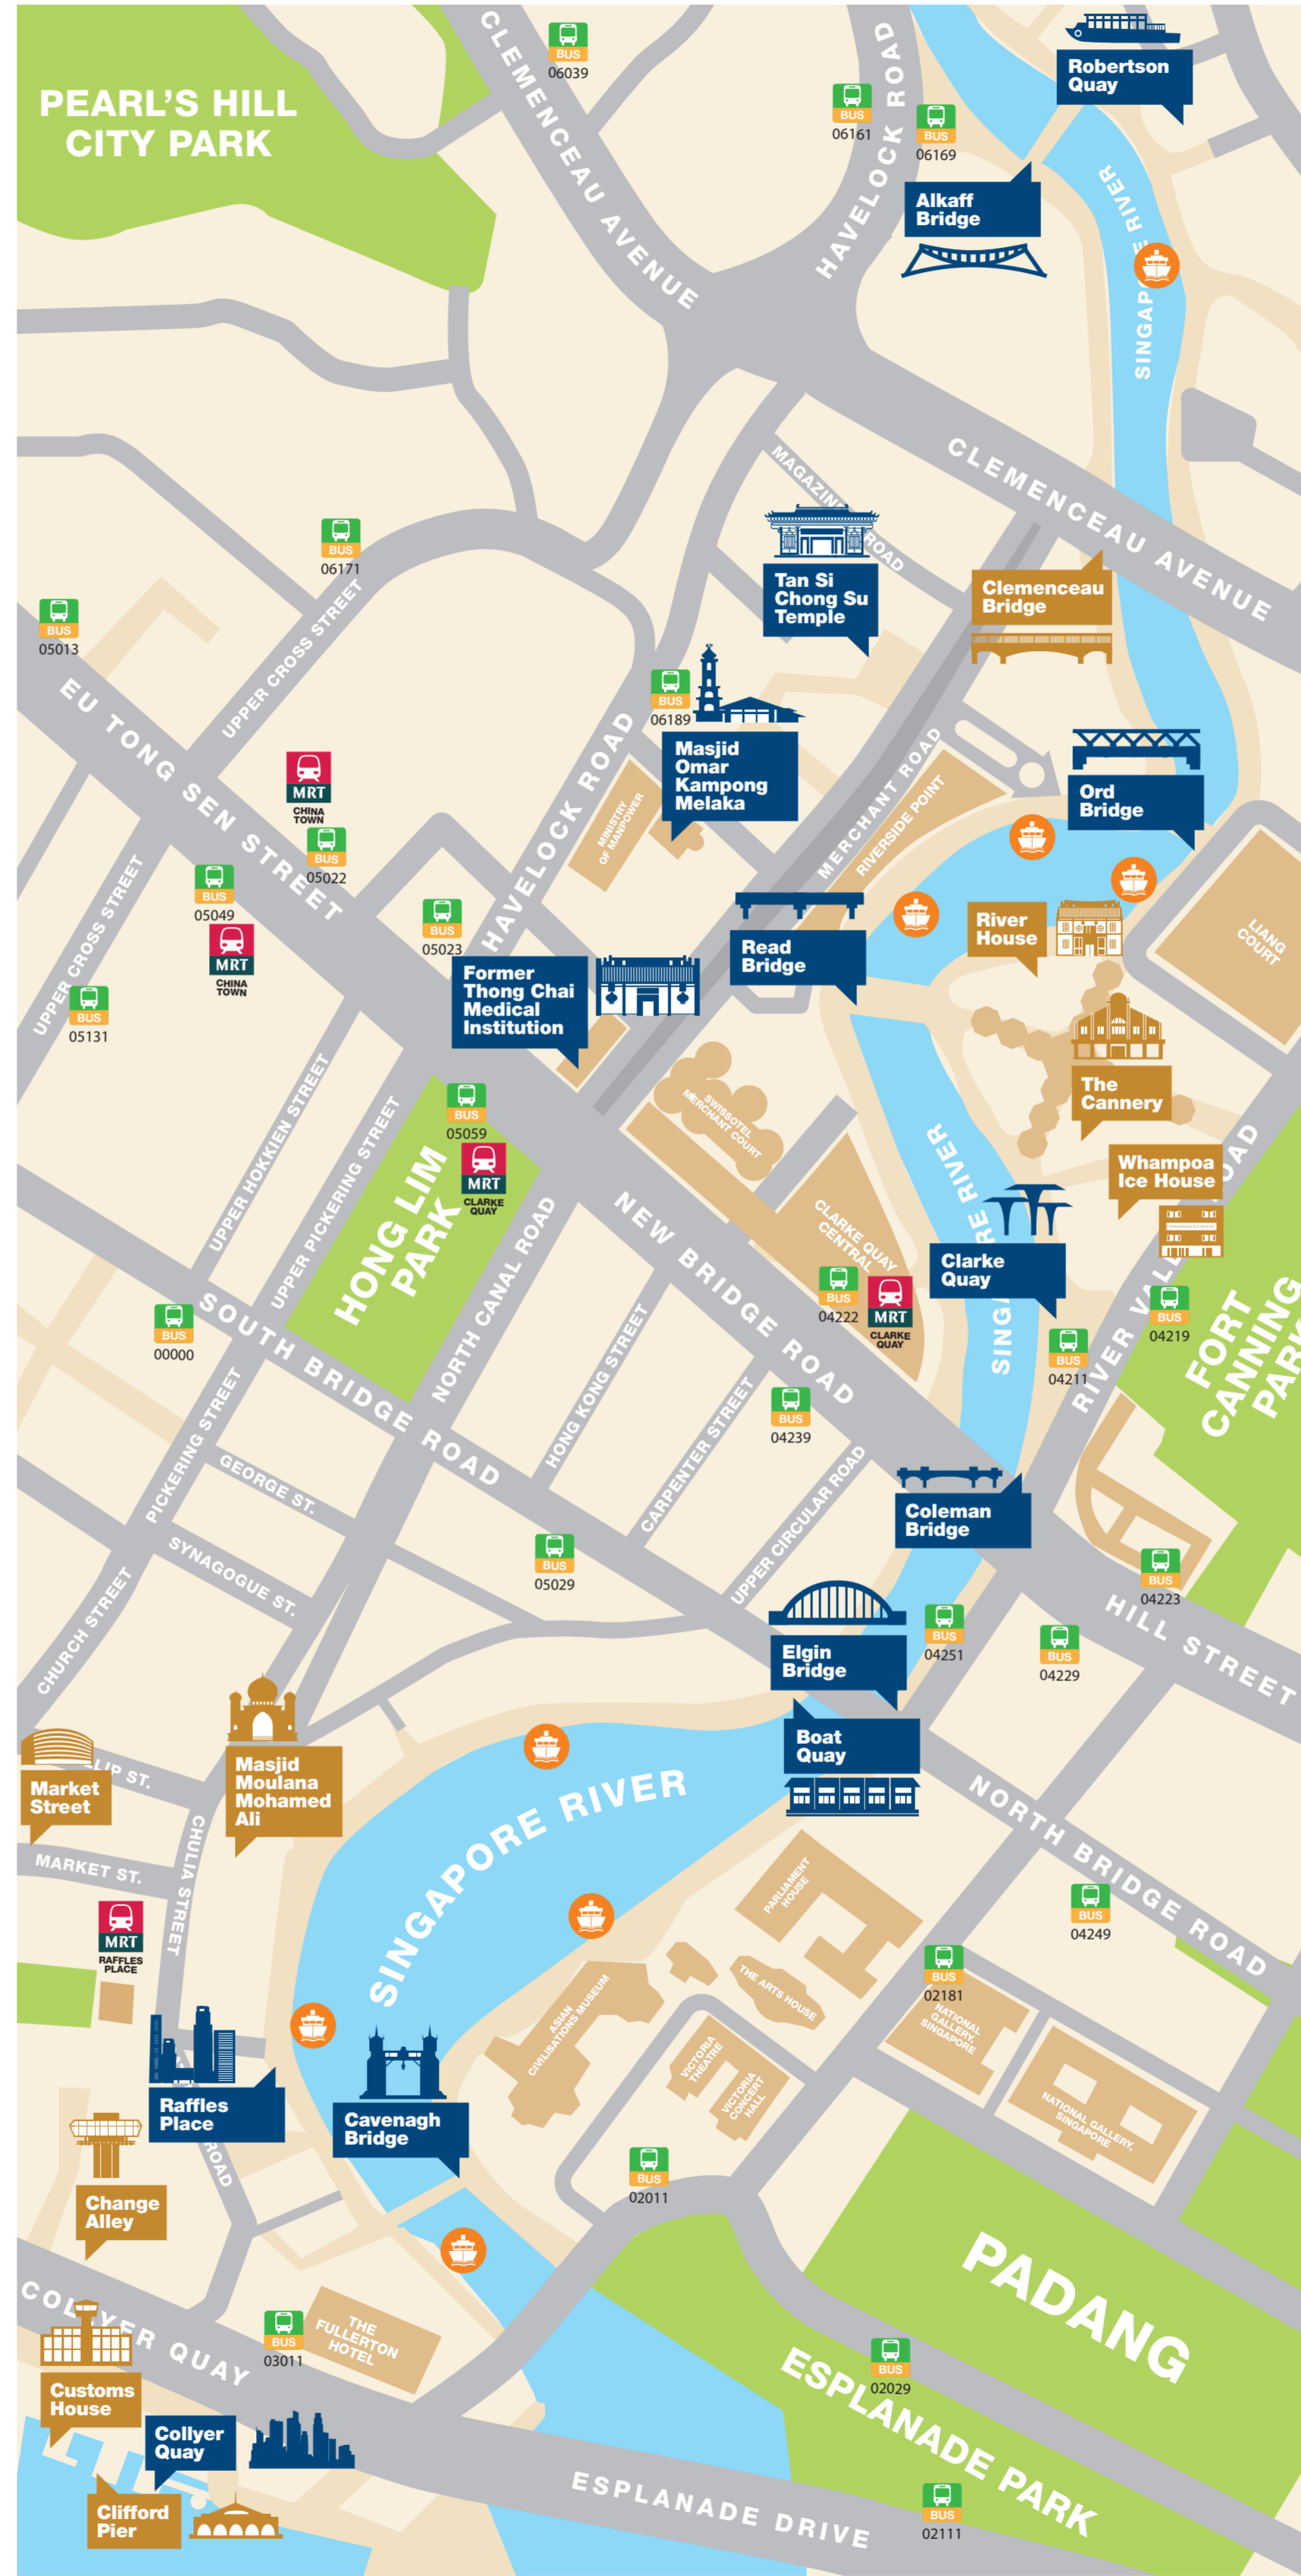 PEARL'S HILL
CITY PARK
CLEMENCEAU AVENUE
BUS
06039
BUS
06161
HAVELOCK ROAD
BUS
06169
Robertson
Quay
Alkaff
Bridge
SINGAPORE RIVER
CLEMENCEAU AVENUE
MAGAZINE ROAD
Tan Si
Chong Su
Temple
Clemenceau
Bridge
BUS
06171
BUS
05013
UPPER CROSS STREET
EU TONG SEN STREET
BUS
06189
Masjid
Omar
Kampong
Melaka
HAVELOCK ROAD
MINISTRY
OF MANPOWER
MERCHANT ROAD
RIVERSIDE POINT
Ord
Bridge
MRT
CHINA
TOWN
BUS
05022
BUS
05049
MRT
CHINA
TOWN
UPPER CROSS STREET
BUS
05131
BUS
05023
Former
Thong Chai
Medical
Institution
Read
Bridge
River
House
LIANG
COURT
The
Cannery
SWISSOTEL
MERCHANT COURT
UPPER HOKKIEN STREET
UPPER PICKERING STREET
BUS
05059
MRT
CLARKE
QUAY
HONG LIM
PARK
NORTH CANAL ROAD
NEW BRIDGE ROAD
CLARKE QUAY
CENTRAL
SINGAPORE RIVER
Clarke
Quay
Whampoa
Ice House
RIVER VALLEY ROAD
BUS
04222
MRT
CLARKE
QUAY
BUS
04219
BUS
04211
FORT
CANNING
PARK
BUS
00000
SOUTH BRIDGE ROAD
HONG KONG STREET
CARPENTER STREET
BUS
04239
UPPER CIRCULAR ROAD
Coleman
Bridge
PICKERING STREET
GEORGE ST.
SYNAGOGUE ST.
CHURCH STREET
BUS
05029
BUS
04223
HILL STREET
BUS
04251
BUS
04229
Elgin
Bridge
Boat
Quay
Masjid
Moulana
Mohamed
Ali
Market
Street
LIP ST.
MARKET ST.
CHULIA STREET
SINGAPORE RIVER
NORTH BRIDGE ROAD
PARLIAMENT
HOUSE
BUS
04249
MRT
RAFFLES
PLACE
THE ARTS HOUSE
BUS
02181
NATIONAL
GALLERY,
SINGAPORE
ASIAN
CIVILISATIONS MUSEUM
VICTORIA
THEATRE
VICTORIA
CONCERT
HALL
NATIONAL GALLERY,
SINGAPORE
Raffles
Place
Cavenagh
Bridge
ROAD
Change
Alley
BUS
02011
PADANG
COLLYER QUAY
BUS
03011
THE
FULLERTON
HOTEL
Customs
House
Collyer
Quay
Clifford
Pier
BUS
02029
ESPLANADE PARK
ESPLANADE DRIVE
BUS
02111